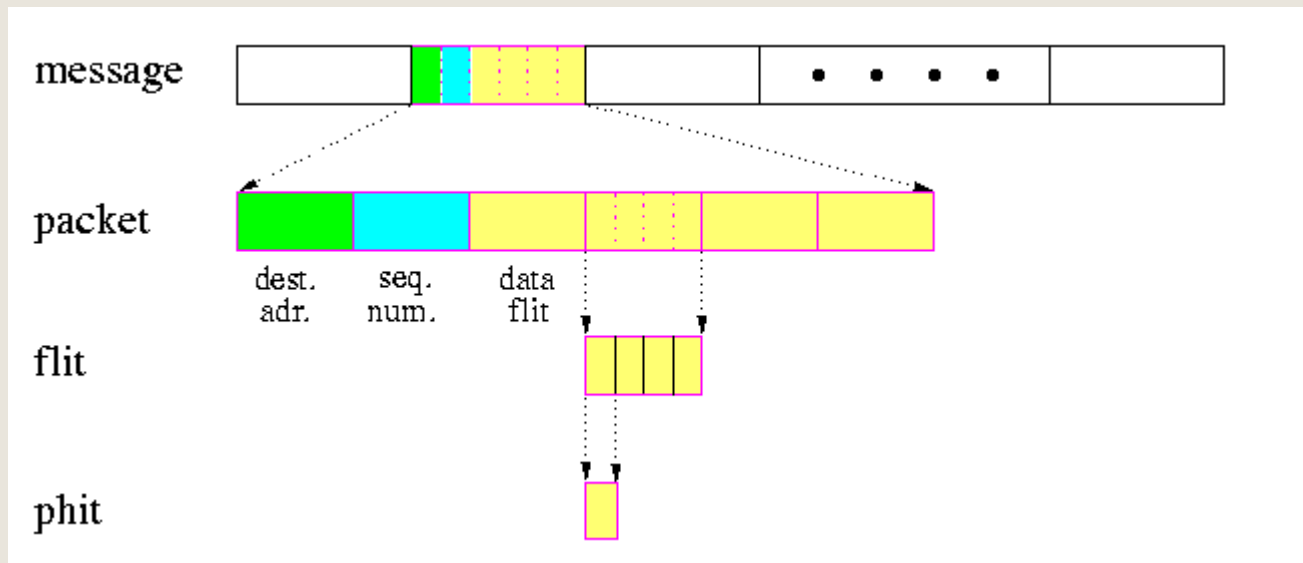 message
packet
dest. seq. data
adr. num. flit
flit
phit